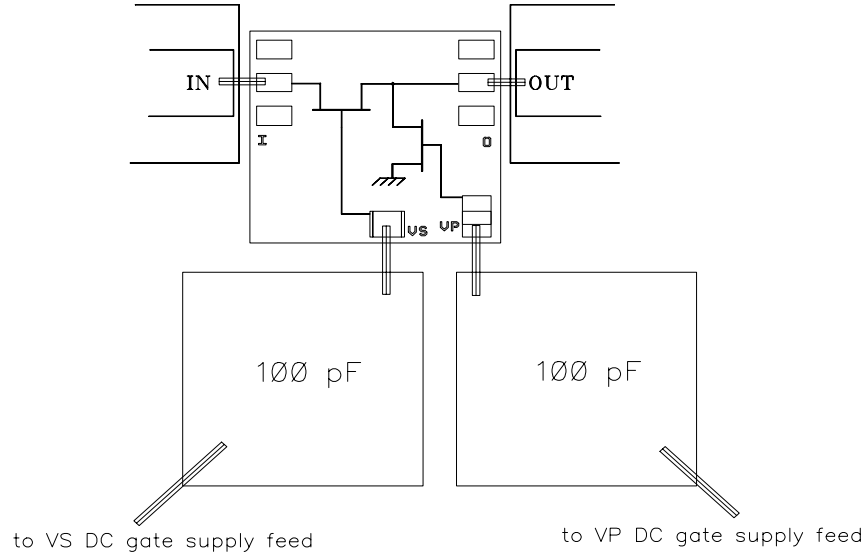 IN
OUT
I
O
VS
VP
100 pF
100 pF
to VS DC gate supply feed
to VP DC gate supply feed